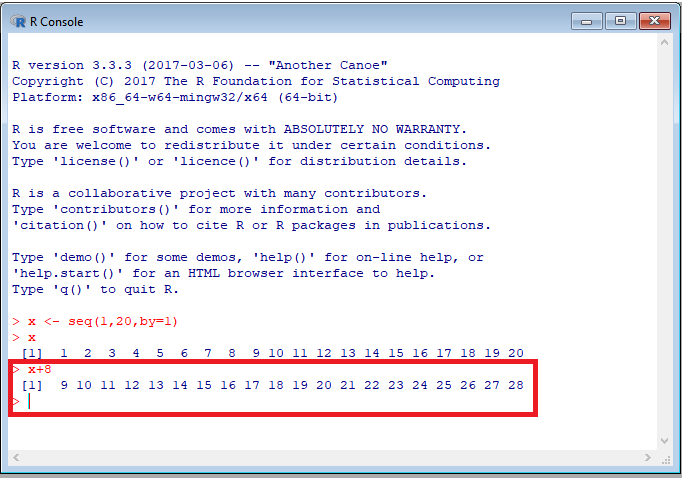 R Console
R version 3.3.3 (2017-03-06) -- "Another Canoe"
Copyright (C) 2017 The R Foundation for Statistical Computing
Platform: x86_64-w64-mingw32/x64 (64-bit)
R is free software and comes with ABSOLUTELY NO WARRANTY.
You are welcome to redistribute it under certain conditions.
Type 'license()' or 'licence()' for distribution details.
R is a collaborative project with many contributors.
Type 'contributors()' for more information and
'citation()' on how to cite R or R packages in publications.
Type 'demo()' for some demos, 'help()' for on-line help, or
'help.start()' for an HTML browser interface to help.
Type 'q()' to quit R.
> x <- seq(1,20,by=1)
> x
[1]  1  2  3  4  5  6  7  8  9 10 11 12 13 14 15 16 17 18 19 20
> x+8
[1]  9 10 11 12 13 14 15 16 17 18 19 20 21 22 23 24 25 26 27 28
>